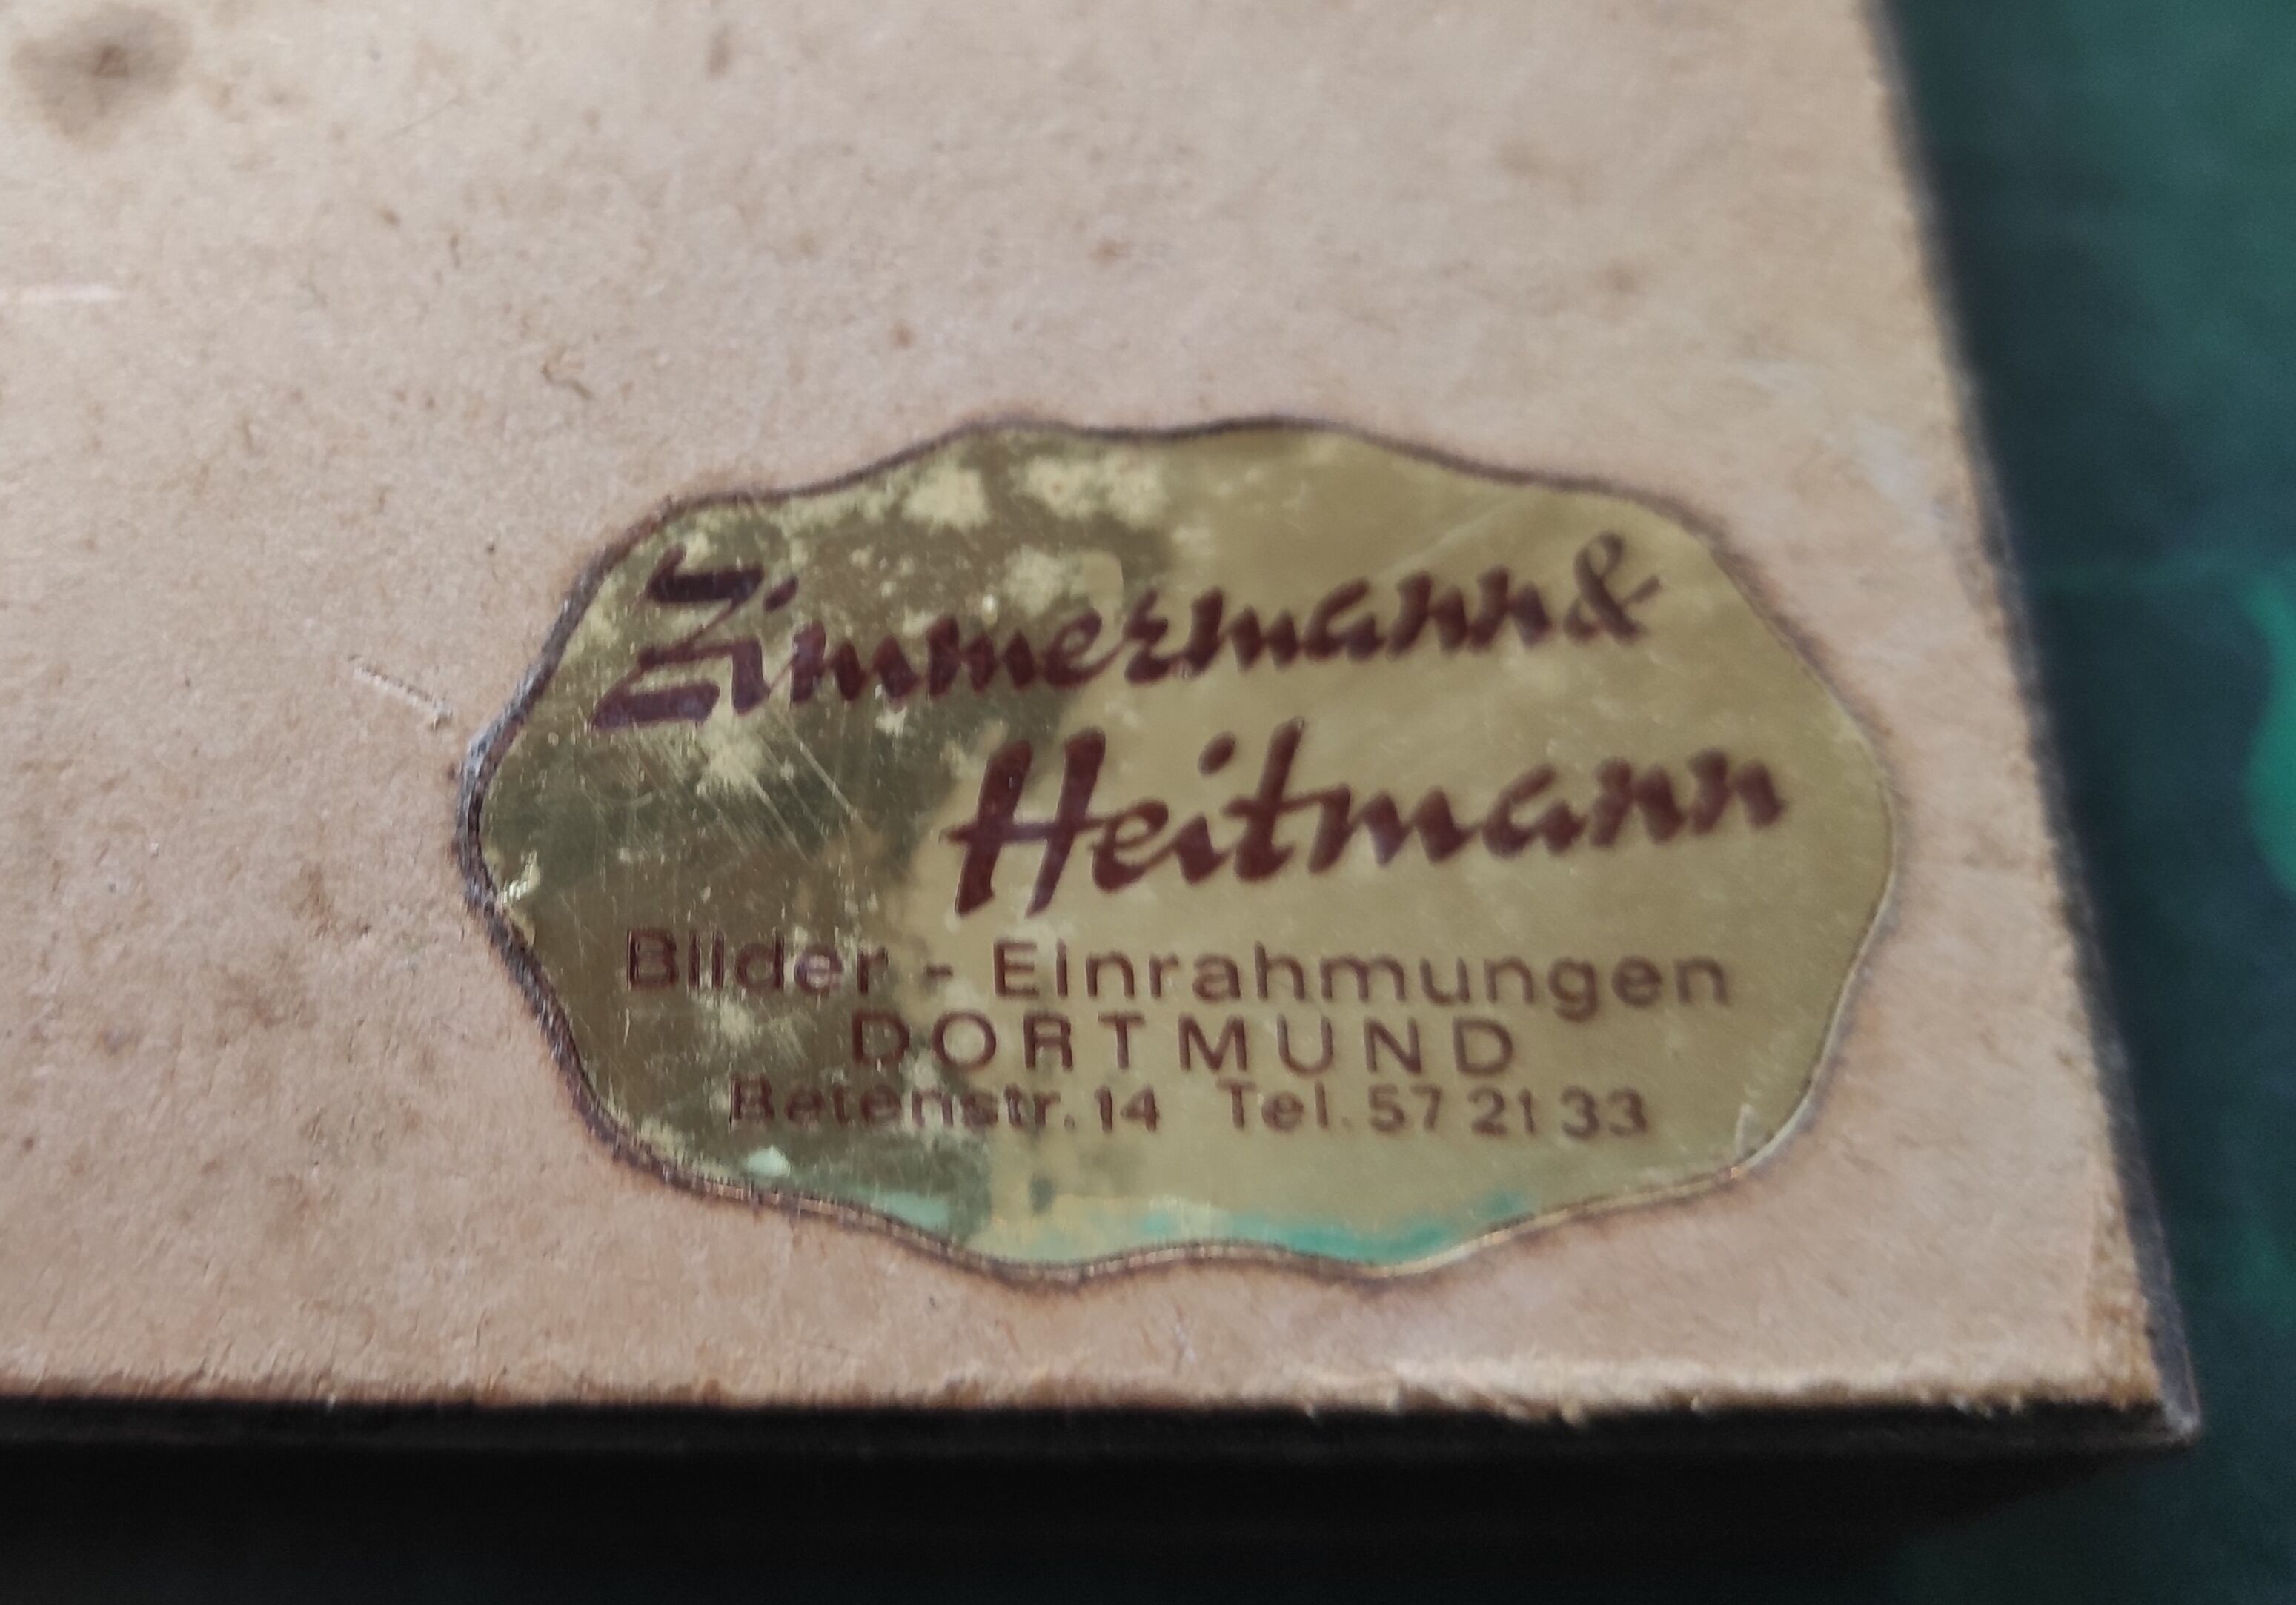 Zimmermann &
Heitmann
Bilder - Einrahmungen
DORTMUND
Betenstr. 14 Tel. 57 21 33